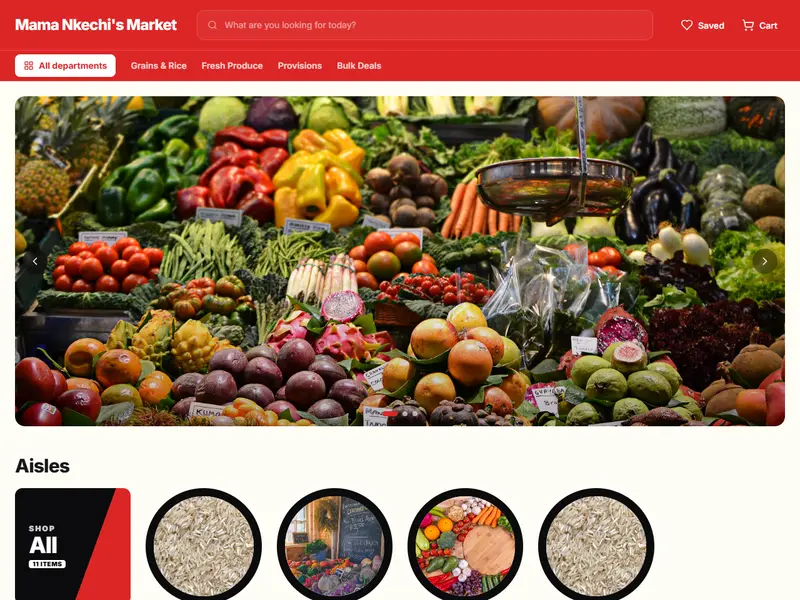 Mama Nkechi's Market
What are you looking for today?
Saved
Cart
All departments
Grains & Rice
Fresh Produce
Provisions
Bulk Deals
Aisles
SHOP
All
11 ITEMS